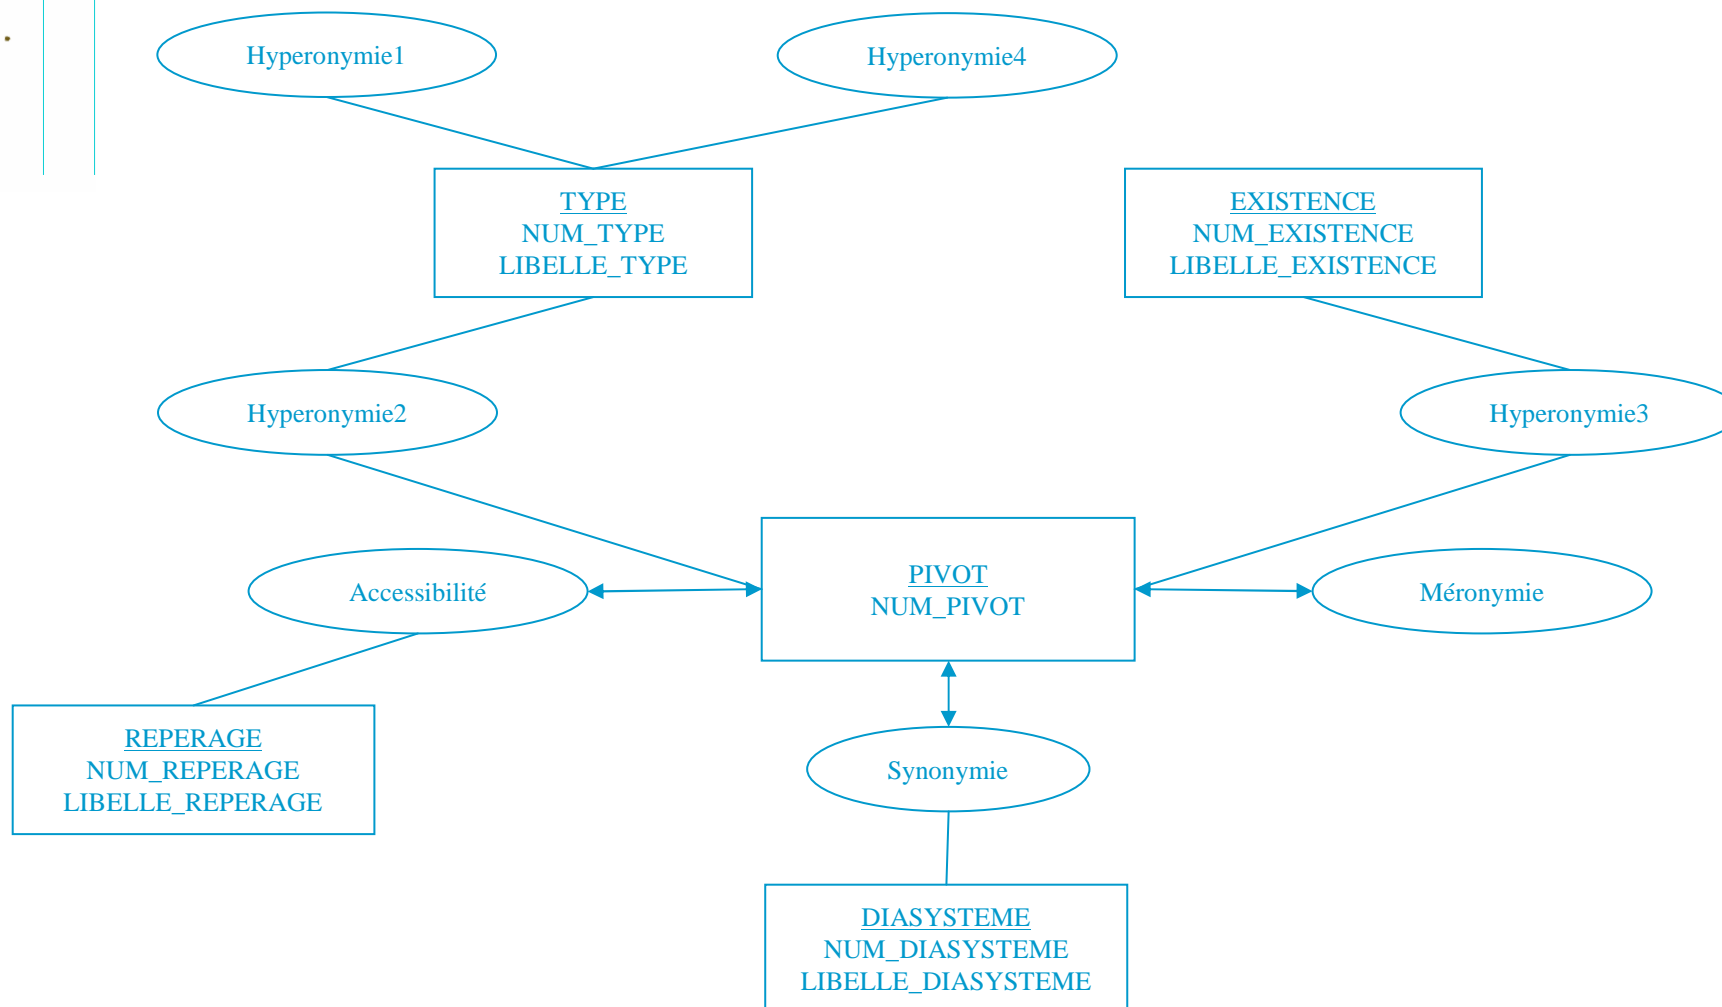 Hyperonymie1
Hyperonymie4
TYPE
NUM_TYPE
LIBELLE_TYPE
EXISTENCE
NUM_EXISTENCE
LIBELLE_EXISTENCE
Hyperonymie2
Hyperonymie3
PIVOT
NUM_PIVOT
Accessibilité
Méronymie
REPERAGE
NUM_REPERAGE
LIBELLE_REPERAGE
Synonymie
DIASYSTEME
NUM_DIASYSTEME
LIBELLE_DIASYSTEME